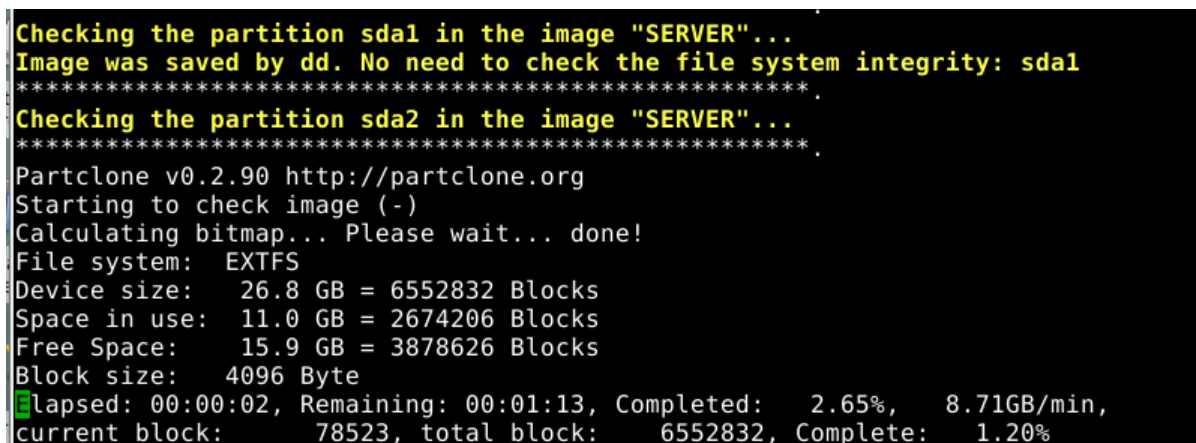 Checking the partition sda1 in the image "SERVER"...
Image was saved by dd. No need to check the file system integrity: sda1
*****************************************************.
Checking the partition sda2 in the image "SERVER"...
*****************************************************.
Partclone v0.2.90 http://partclone.org
Starting to check image (-)
Calculating bitmap... Please wait... done!
File system:  EXTFS
Device size:   26.8 GB = 6552832 Blocks
Space in use:  11.0 GB = 2674206 Blocks
Free Space:    15.9 GB = 3878626 Blocks
Block size:   4096 Byte
Elapsed: 00:00:02, Remaining: 00:01:13, Completed:   2.65%,   8.71GB/min,
current block:      78523, total block:    6552832, Complete:   1.20%